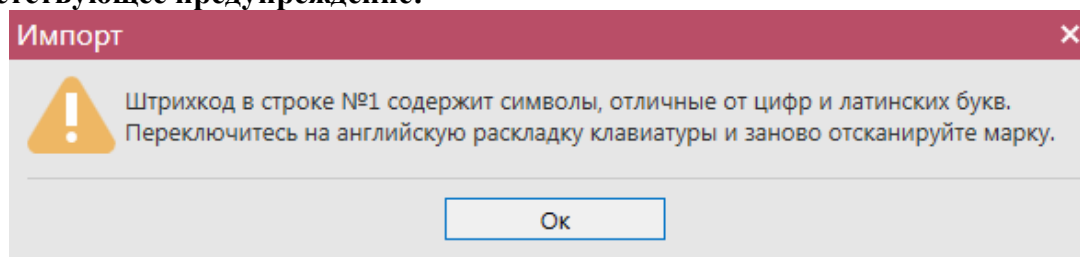 предупреждение:
Импорт
Штрихкод в строке №1 содержит символы, отличные от цифр и латинских букв.
Переключитесь на английскую раскладку клавиатуры и заново отсканируйте марку.
Ок